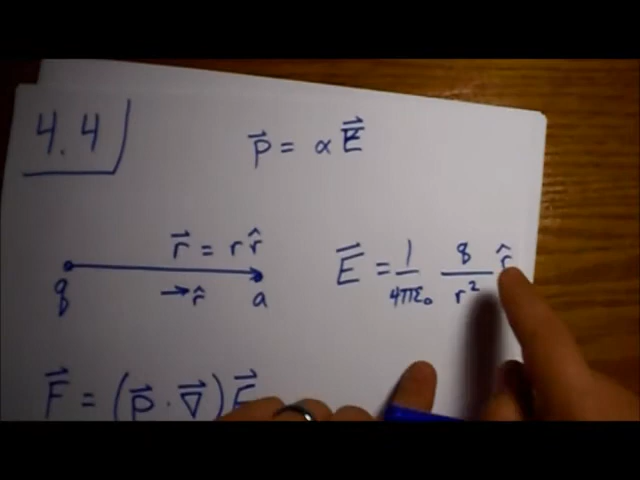 4.4
p⃗ = α E⃗
r⃗ = r r̂
E⃗ = 1/4πε₀ q/r² r̂
q → r̂ a
F⃗ = (p⃗ · ∇⃗) E⃗